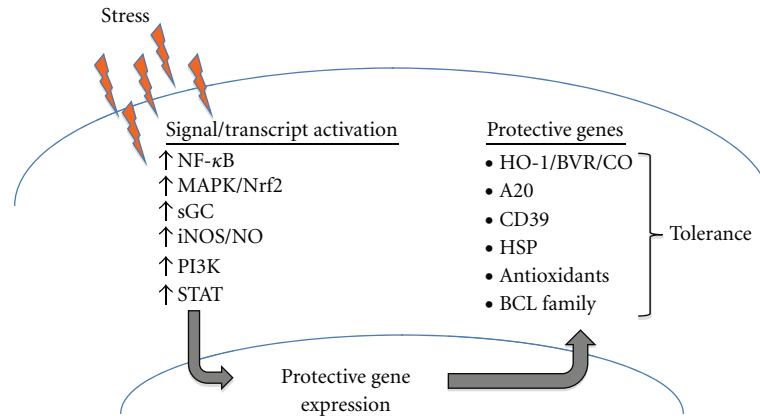 Stress
Signal/transcript activation
↑ NF-κB
↑ MAPK/Nrf2
↑ sGC
↑ iNOS/NO
↑ PI3K
↑ STAT
Protective genes
• HO-1/BVR/CO
• A20
• CD39
• HSP
• Antioxidants
• BCL family
Tolerance
Protective gene
expression